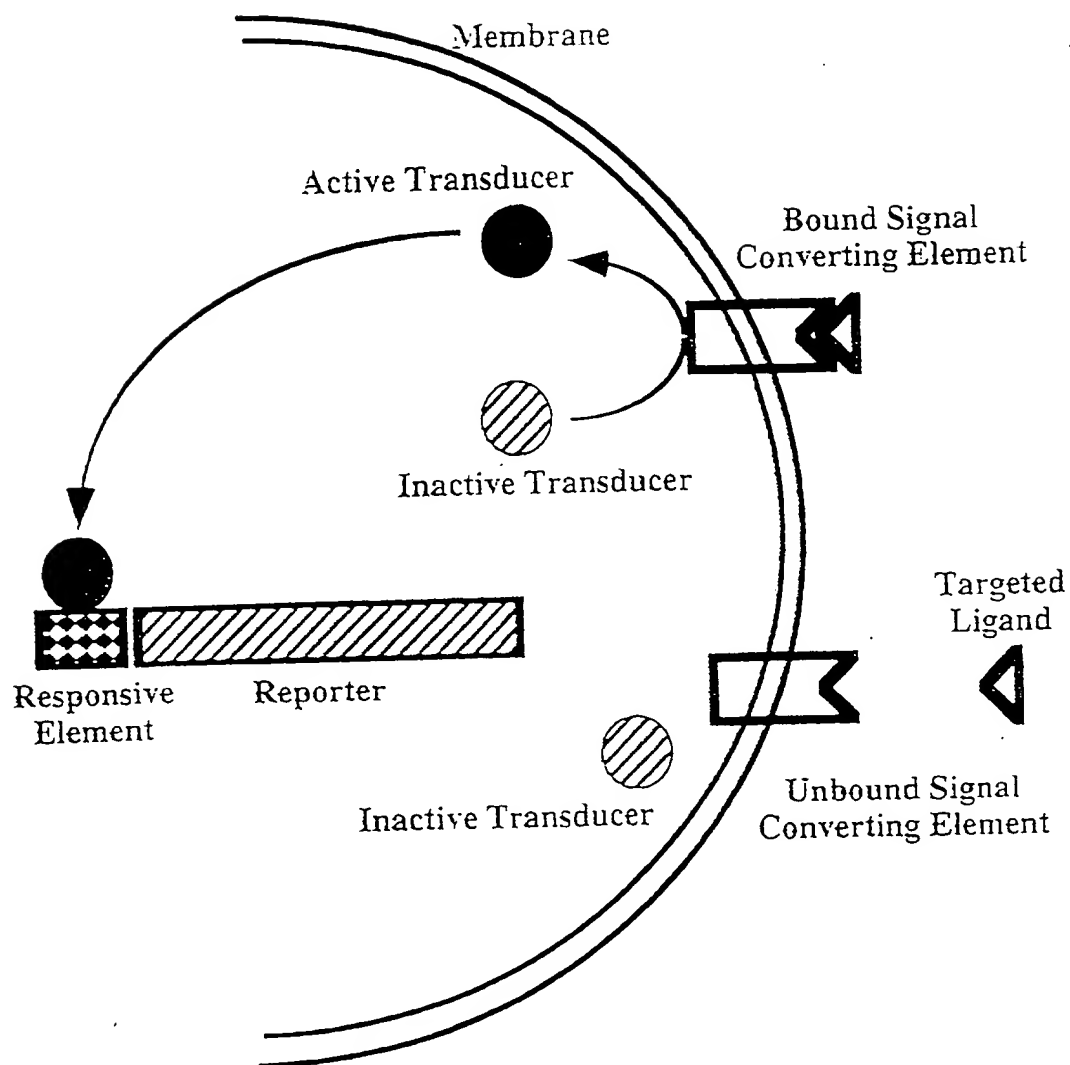 Membrane
Active Transducer
Bound Signal
Converting Element
Inactive Transducer
Targeted
Ligand
Responsive
Element
Reporter
Inactive Transducer
Unbound Signal
Converting Element